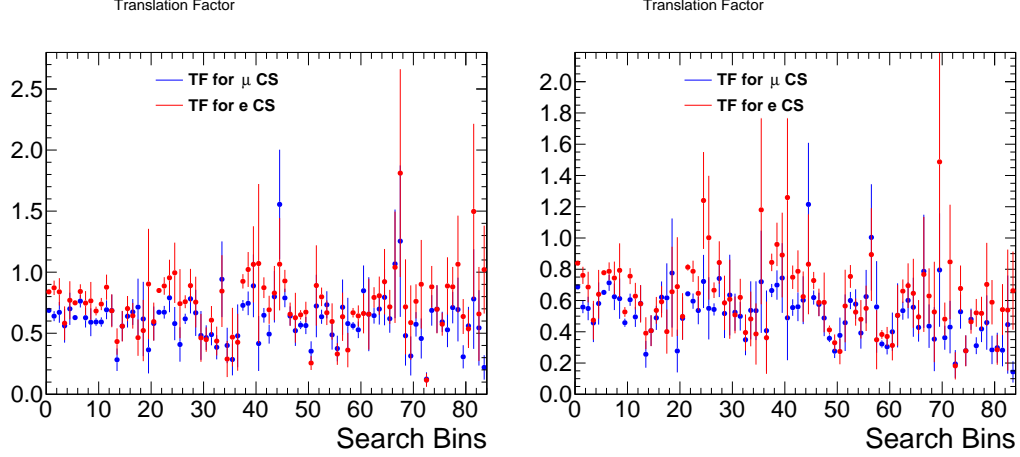 Translation Factor
TF for μ CS
TF for e CS
2.5
2.0
1.5
1.0
0.5
0.0
0 10 20 30 40 50 60 70 80
Search Bins
Translation Factor
TF for μ CS
TF for e CS
2.0
1.8
1.6
1.4
1.2
1.0
0.8
0.6
0.4
0.2
0.0
0 10 20 30 40 50 60 70 80
Search Bins